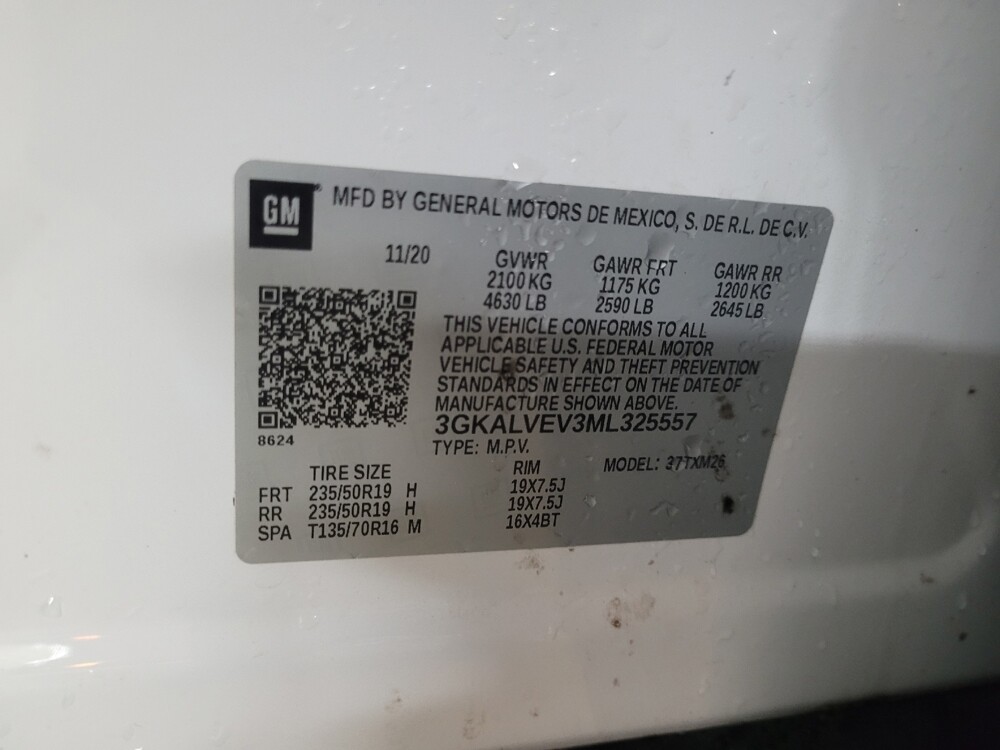 GM
MFD BY GENERAL MOTORS DE MEXICO, S. DE R.L. DE C.V.
11/20 GVWR GAWR FRT GAWR RR
2100 KG 1175 KG 1200 KG
4630 LB 2590 LB 2645 LB
THIS VEHICLE CONFORMS TO ALL
APPLICABLE U.S. FEDERAL MOTOR
VEHICLE SAFETY AND THEFT PREVENTION
STANDARDS IN EFFECT ON THE DATE OF
MANUFACTURE SHOWN ABOVE.
3GKALVEV3ML325557
8624
TYPE: M.P.V. MODEL: 37TXM26
TIRE SIZE RIM
FRT 235/50R19 H 19X7.5J
RR 235/50R19 H 19X7.5J
SPA T135/70R16 M 16X4BT